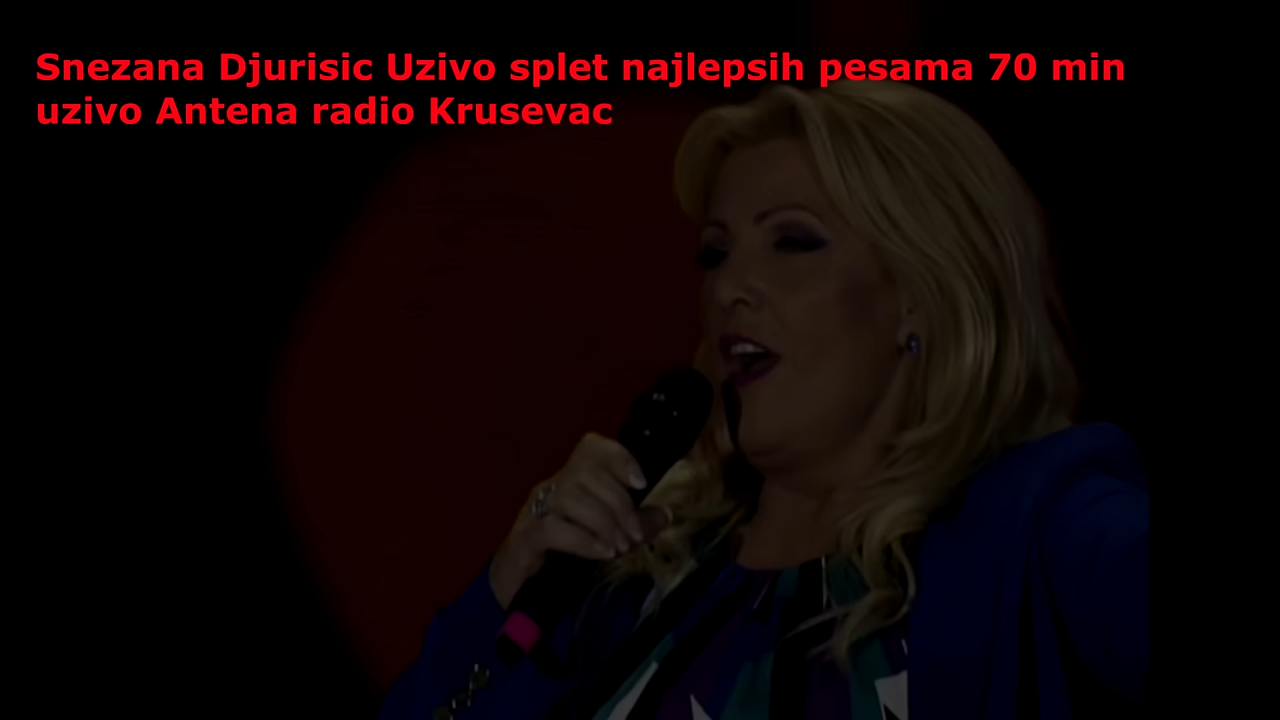 Snezana Djurisic Uzivo splet najlepsih pesama 70 min
uzivo Antena radio Krusevac